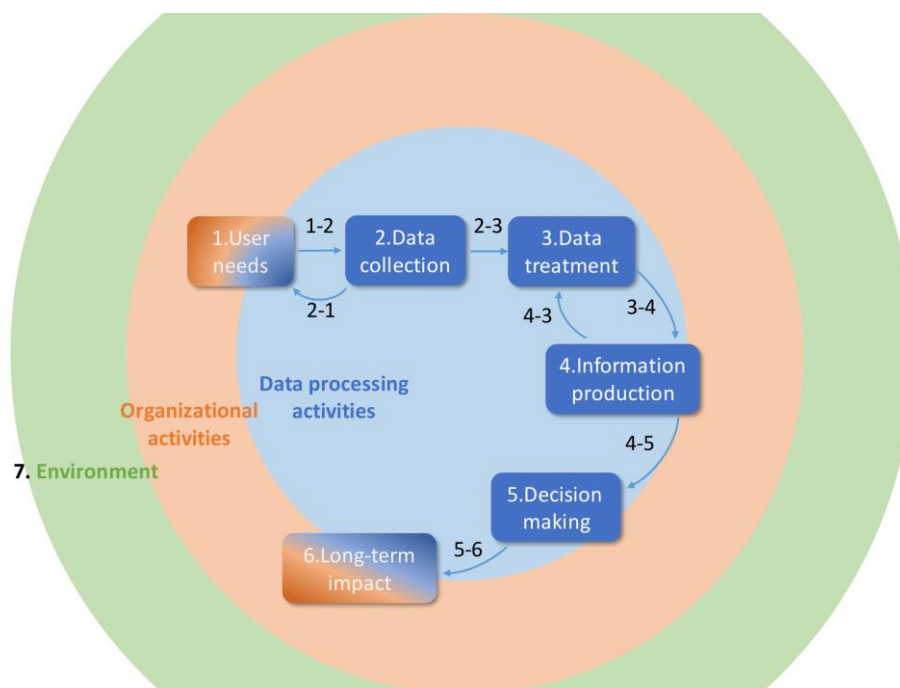 1-2
2-3
1.User
needs
2.Data
collection
3.Data
treatment
2-1
4-3
3-4
4.Information
production
Data processing
activities
Organizational
activities
4-5
7. Environment
5.Decision
making
5-6
6.Long-term
impact